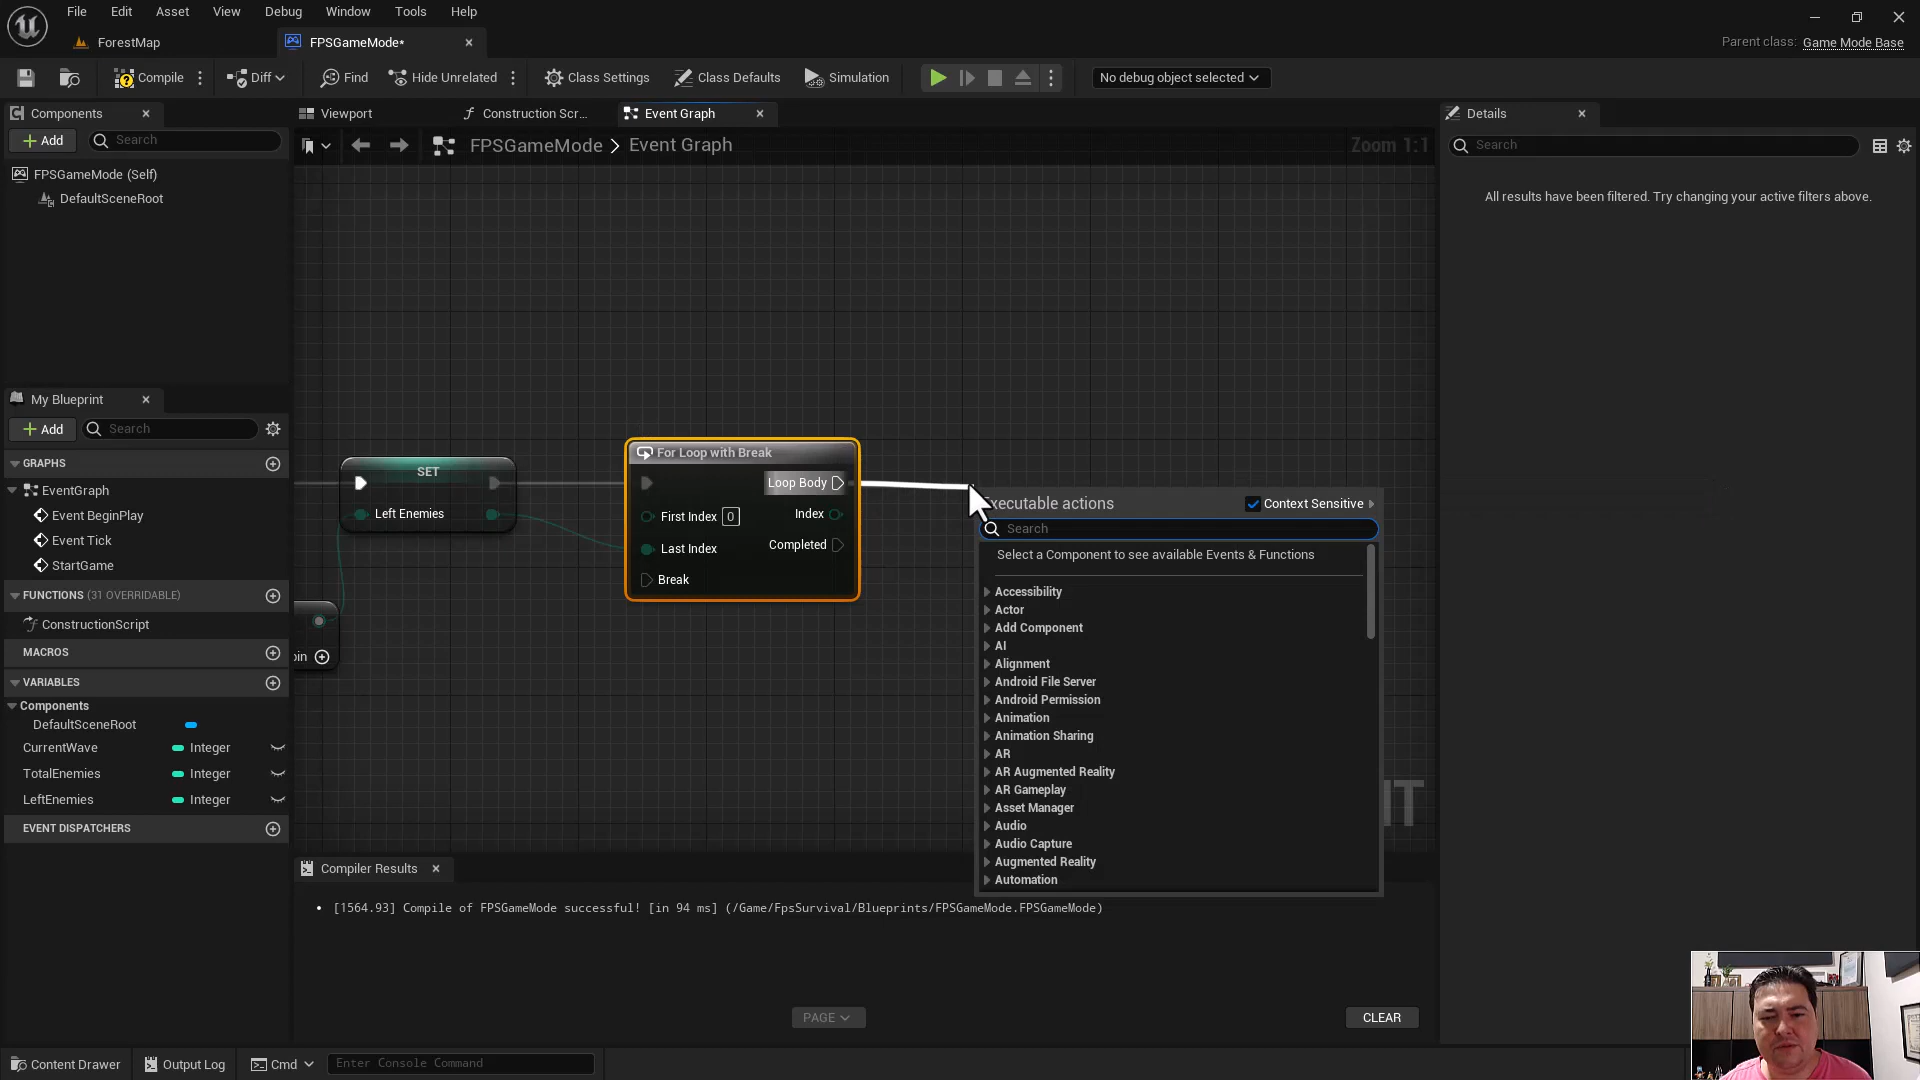 File Edit Asset View Debug Window Tools Help
ForestMap
FPSGameMode*
Parent class: Game Mode Base
Compile
Diff
Find
Hide Unrelated
Class Settings
Class Defaults
Simulation
No debug object selected
Components
Add
Search
FPSGameMode (Self)
DefaultSceneRoot
My Blueprint
Add
Search
GRAPHS
EventGraph
Event BeginPlay
Event Tick
StartGame
FUNCTIONS (31 OVERRIDABLE)
ConstructionScript
MACROS
VARIABLES
Components
DefaultSceneRoot
CurrentWave Integer
TotalEnemies Integer
LeftEnemies Integer
EVENT DISPATCHERS
Viewport
Construction Scr...
Event Graph
FPSGameMode > Event Graph
Zoom 1:1
SET
Left Enemies
For Loop with Break
Loop Body
First Index 0
Index
Last Index
Completed
Break
Context Sensitive
Search
Select a Component to see available Events & Functions
Accessibility
Actor
Add Component
AI
Alignment
Android File Server
Android Permission
Animation
Animation Sharing
AR
AR Augmented Reality
AR Gameplay
Asset Manager
Audio
Audio Capture
Augmented Reality
Automation
Compiler Results
[1564.93] Compile of FPSGameMode successful! [in 94 ms] (/Game/FpsSurvival/Blueprints/FPSGameMode.FPSGameMode)
PAGE
CLEAR
Details
Search
All results have been filtered. Try changing your active filters above.
Content Drawer
Output Log
Cmd
Enter Console Command